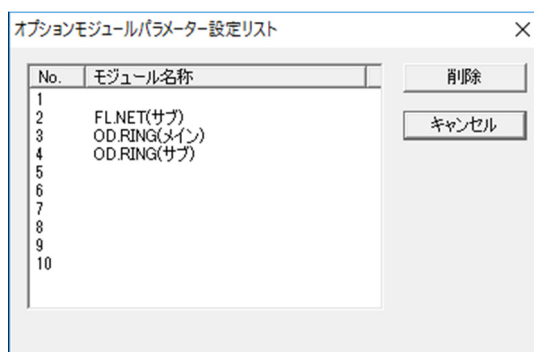 オプションモジュールパラメーター設定リスト
No. モジュール名称
1
2 FL.NET(サブ)
3 OD.RING(メイン)
4 OD.RING(サブ)
5
6
7
8
9
10
削除
キャンセル